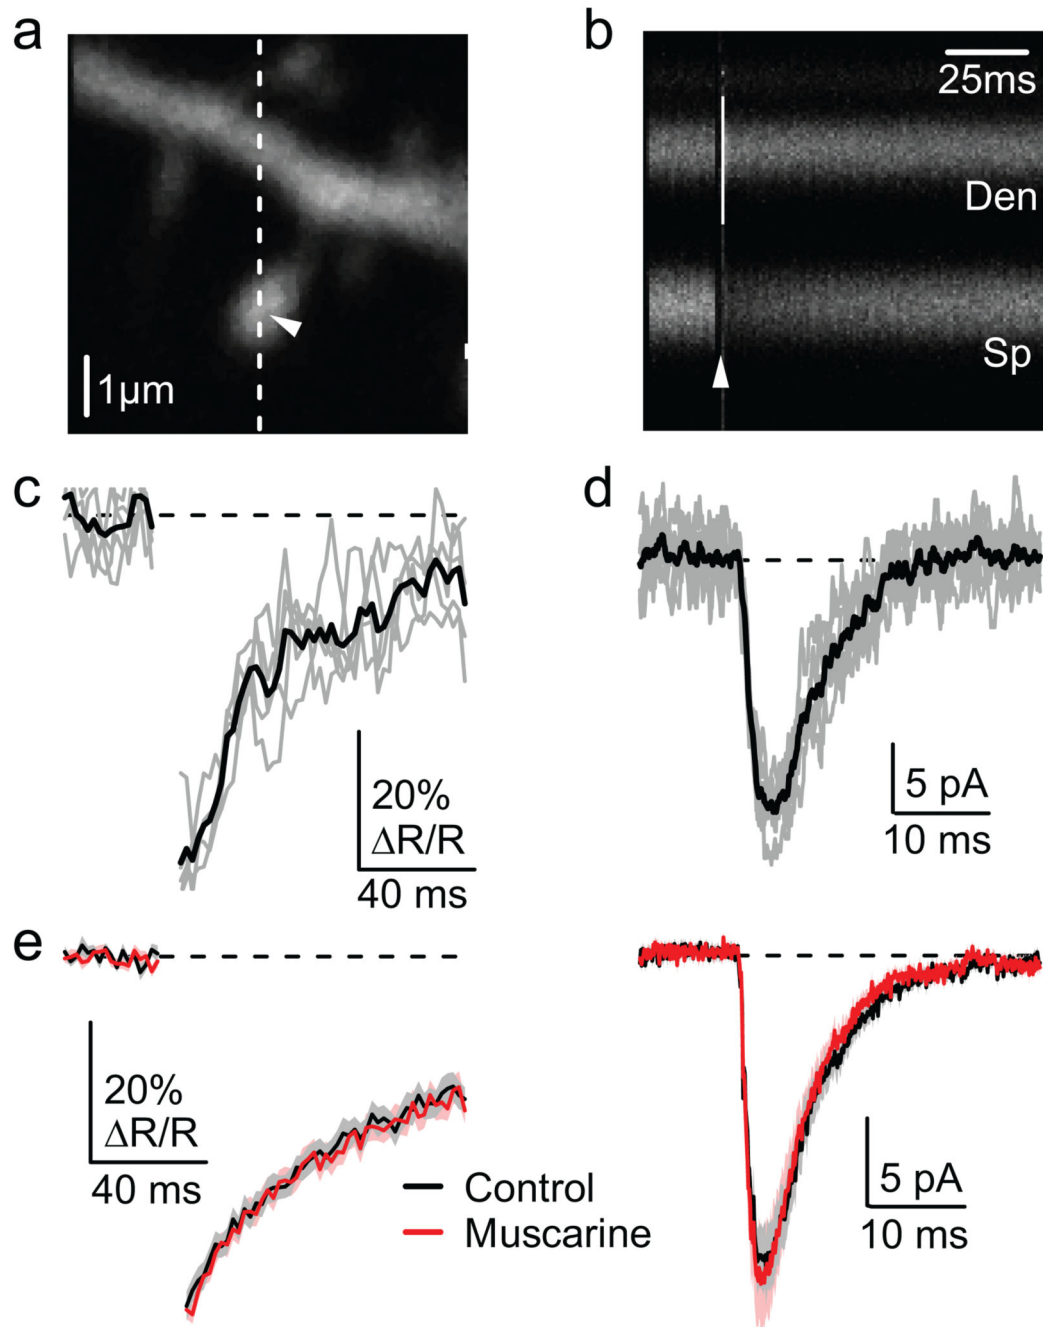 a
b
25ms
Den
Sp
1μm
c
d
20%
ΔR/R
40 ms
5 pA
10 ms
e
20%
ΔR/R
40 ms
Control
Muscarine
5 pA
10 ms